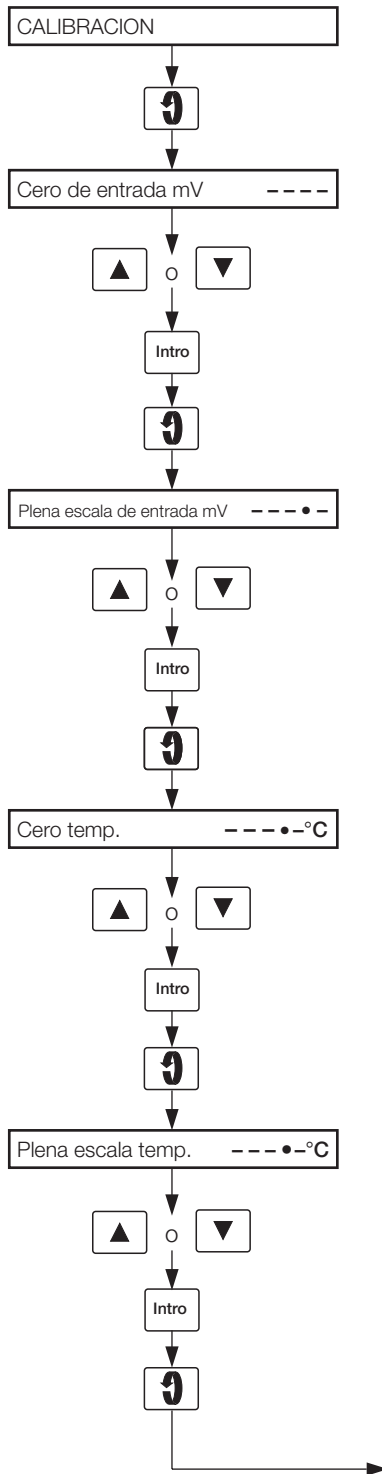 CALIBRACION
Cero de entrada mV ----
o
Intro
Plena escala de entrada mV ---•-
o
Intro
Cero temp. ---•-°C
o
Intro
Plena escala temp. ---•-°C
o
Intro